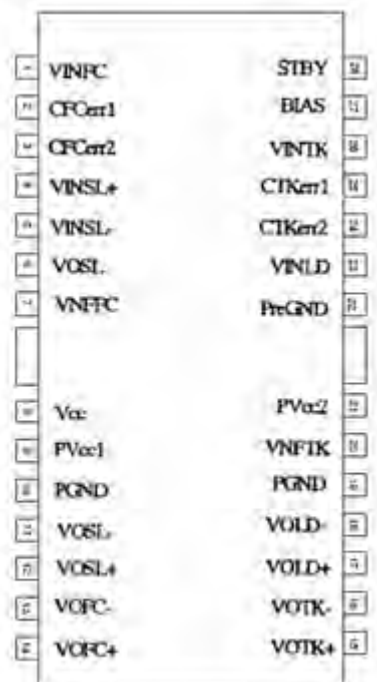 VINFC
CFCerr1
CFCerr2
VINSL+
VINSL-
VOSL
VNFFC
Vcc
PVcc1
PGND
VOSL-
VOSL+
VOFC-
VOFC+
STBY
BIAS
VINTK
CTKerr1
CTKerr2
VINLD
PreGND
PVcc2
VNFTK
PGND
VOLD-
VOLD+
VOTK-
VOTK+